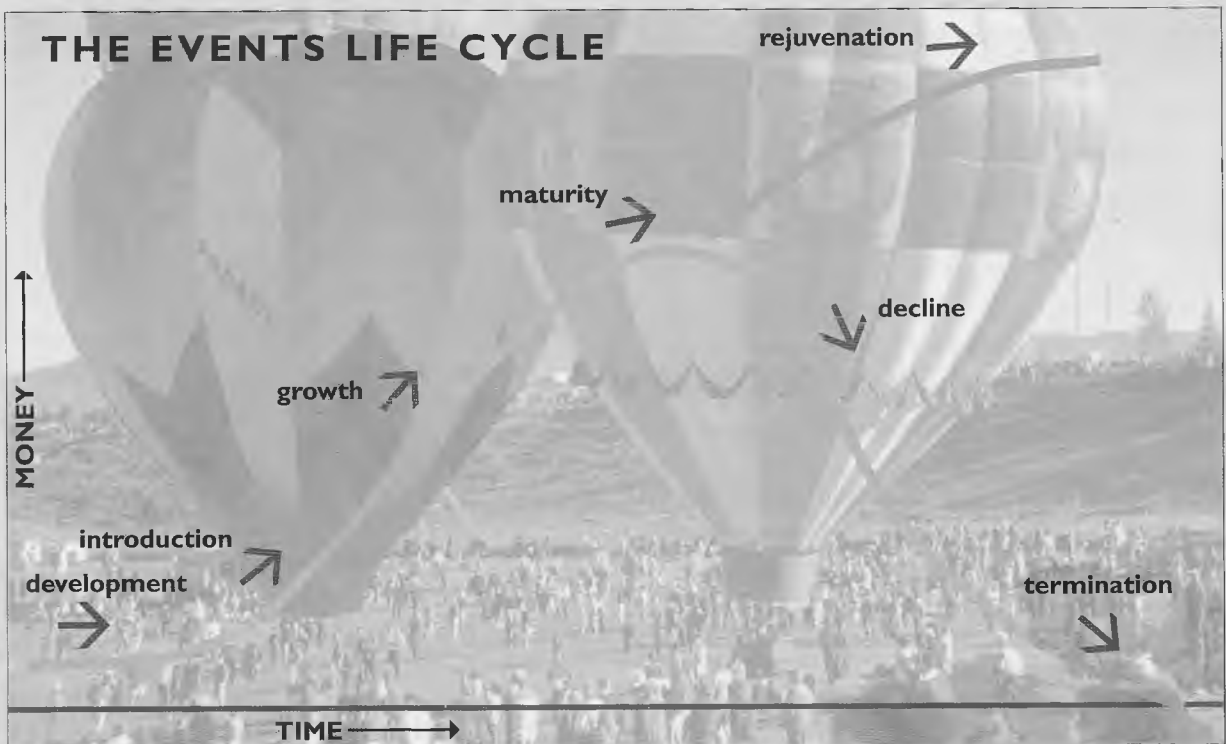 THE EVENTS LIFE CYCLE
rejuvenation
maturity
decline
growth
MONEY
introduction
development
termination
TIME